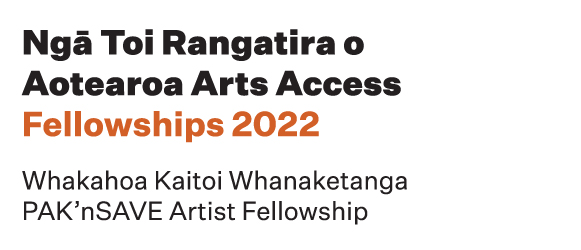 Ngā Toi Rangatira o
Aotearoa Arts Access
Fellowships 2022
Whakahoa Kaitoi Whanaketanga
PAK’nSAVE Artist Fellowship